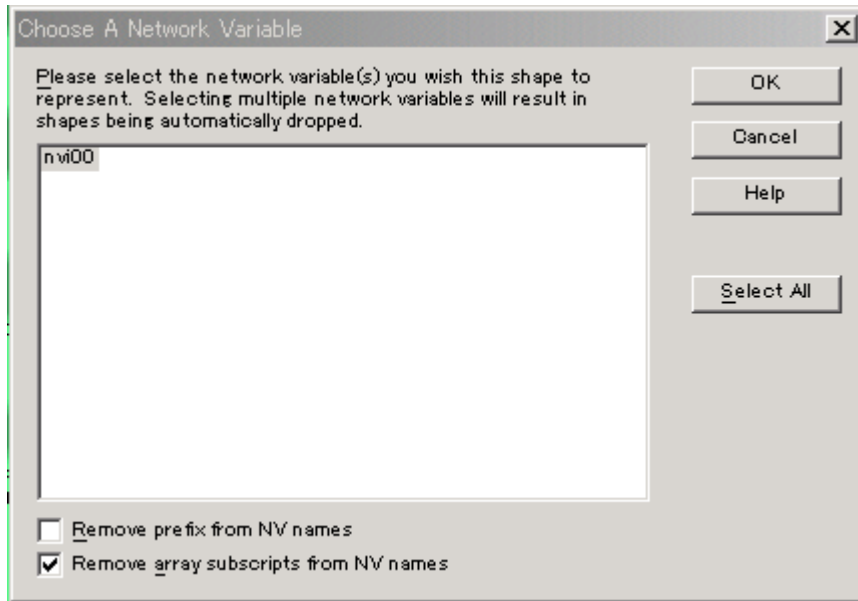 Choose A Network Variable
Please select the network variable(s) you wish this shape to
represent. Selecting multiple network variables will result in
shapes being automatically dropped.
nvi00
OK
Cancel
Help
Select All
Remove prefix from NV names
Remove array subscripts from NV names